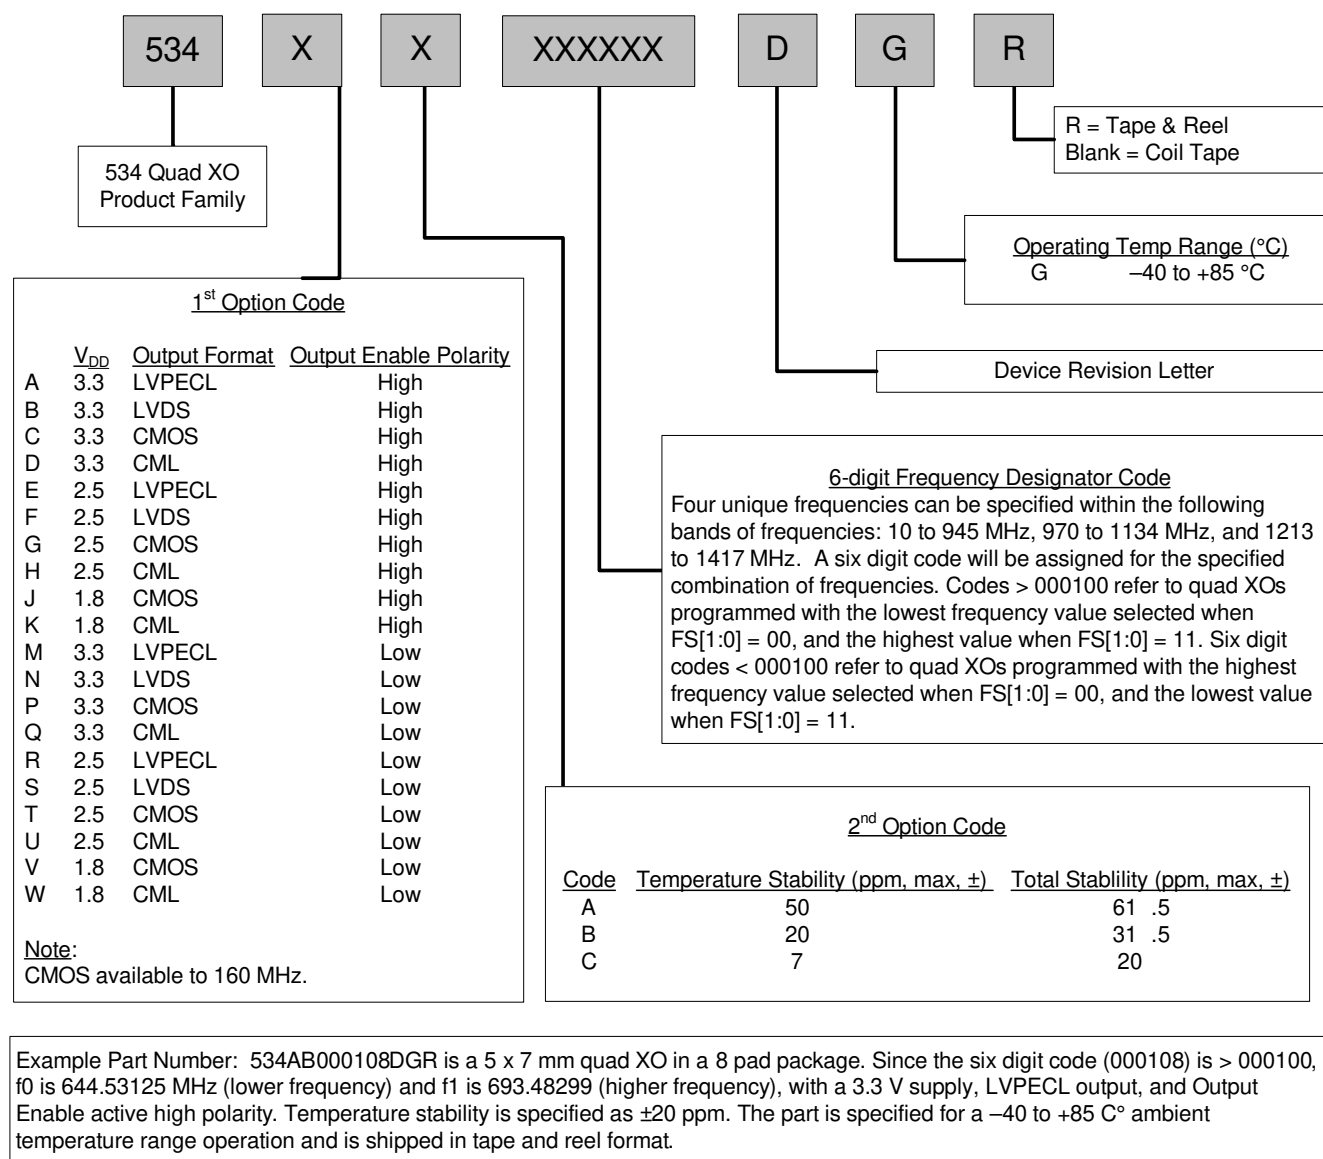 534 X X XXXXXX D G R
R = Tape & Reel
Blank = Coil Tape
534 Quad XO
Product Family
Operating Temp Range (°C)
G –40 to +85 °C
Device Revision Letter
1st Option Code
VDD Output Format Output Enable Polarity
A 3.3 LVPECL High
B 3.3 LVDS High
C 3.3 CMOS High
D 3.3 CML High
E 2.5 LVPECL High
F 2.5 LVDS High
G 2.5 CMOS High
H 2.5 CML High
J 1.8 CMOS High
K 1.8 CML High
M 3.3 LVPECL Low
N 3.3 LVDS Low
P 3.3 CMOS Low
Q 3.3 CML Low
R 2.5 LVPECL Low
S 2.5 LVDS Low
T 2.5 CMOS Low
U 2.5 CML Low
V 1.8 CMOS Low
W 1.8 CML Low
Note:
CMOS available to 160 MHz.
6-digit Frequency Designator Code
Four unique frequencies can be specified within the following
bands of frequencies: 10 to 945 MHz, 970 to 1134 MHz, and 1213
to 1417 MHz. A six digit code will be assigned for the specified
combination of frequencies. Codes > 000100 refer to quad XOs
programmed with the lowest frequency value selected when
FS[1:0] = 00, and the highest value when FS[1:0] = 11. Six digit
codes < 000100 refer to quad XOs programmed with the highest
frequency value selected when FS[1:0] = 00, and the lowest value
when FS[1:0] = 11.
2nd Option Code
Code Temperature Stability (ppm, max, ±) Total Stablility (ppm, max, ±)
A 50 61 .5
B 20 31 .5
C 7 20
Example Part Number: 534AB000108DGR is a 5 x 7 mm quad XO in a 8 pad package. Since the six digit code (000108) is > 000100,
f0 is 644.53125 MHz (lower frequency) and f1 is 693.48299 (higher frequency), with a 3.3 V supply, LVPECL output, and Output
Enable active high polarity. Temperature stability is specified as ±20 ppm. The part is specified for a –40 to +85 C° ambient
temperature range operation and is shipped in tape and reel format.